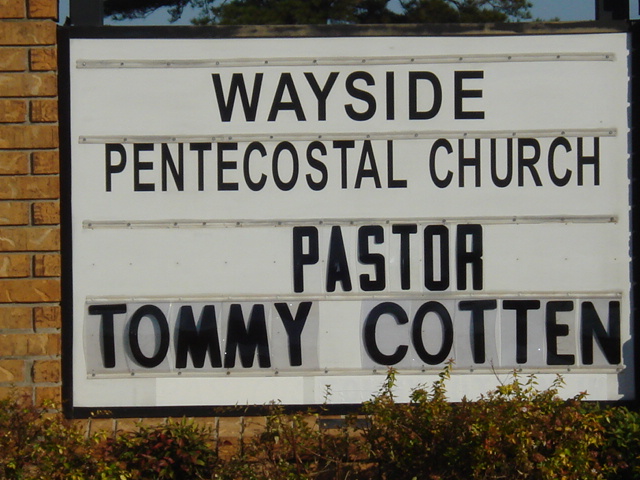 WAYSIDE
PENTECOSTAL CHURCH
PASTOR
TOMMY COTTEN